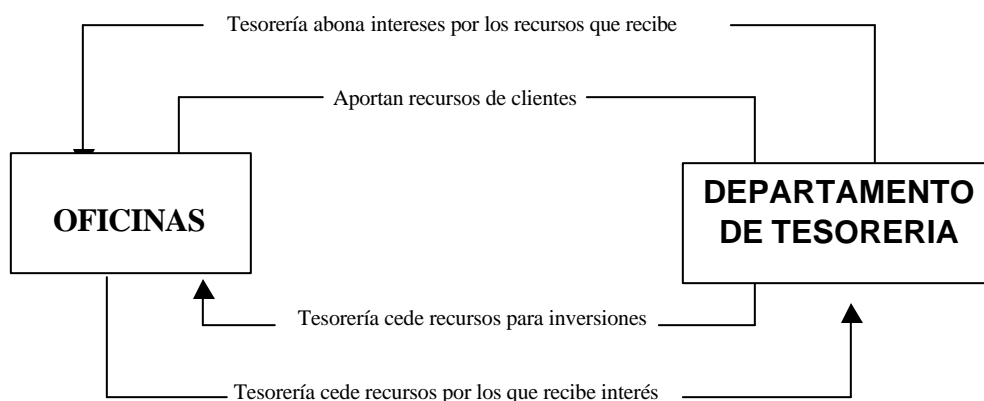 Tesorería abona intereses por los recursos que recibe
Aportan recursos de clientes
OFICINAS
DEPARTAMENTO
DE TESORERIA
Tesorería cede recursos para inversiones
Tesorería cede recursos por los que recibe interés